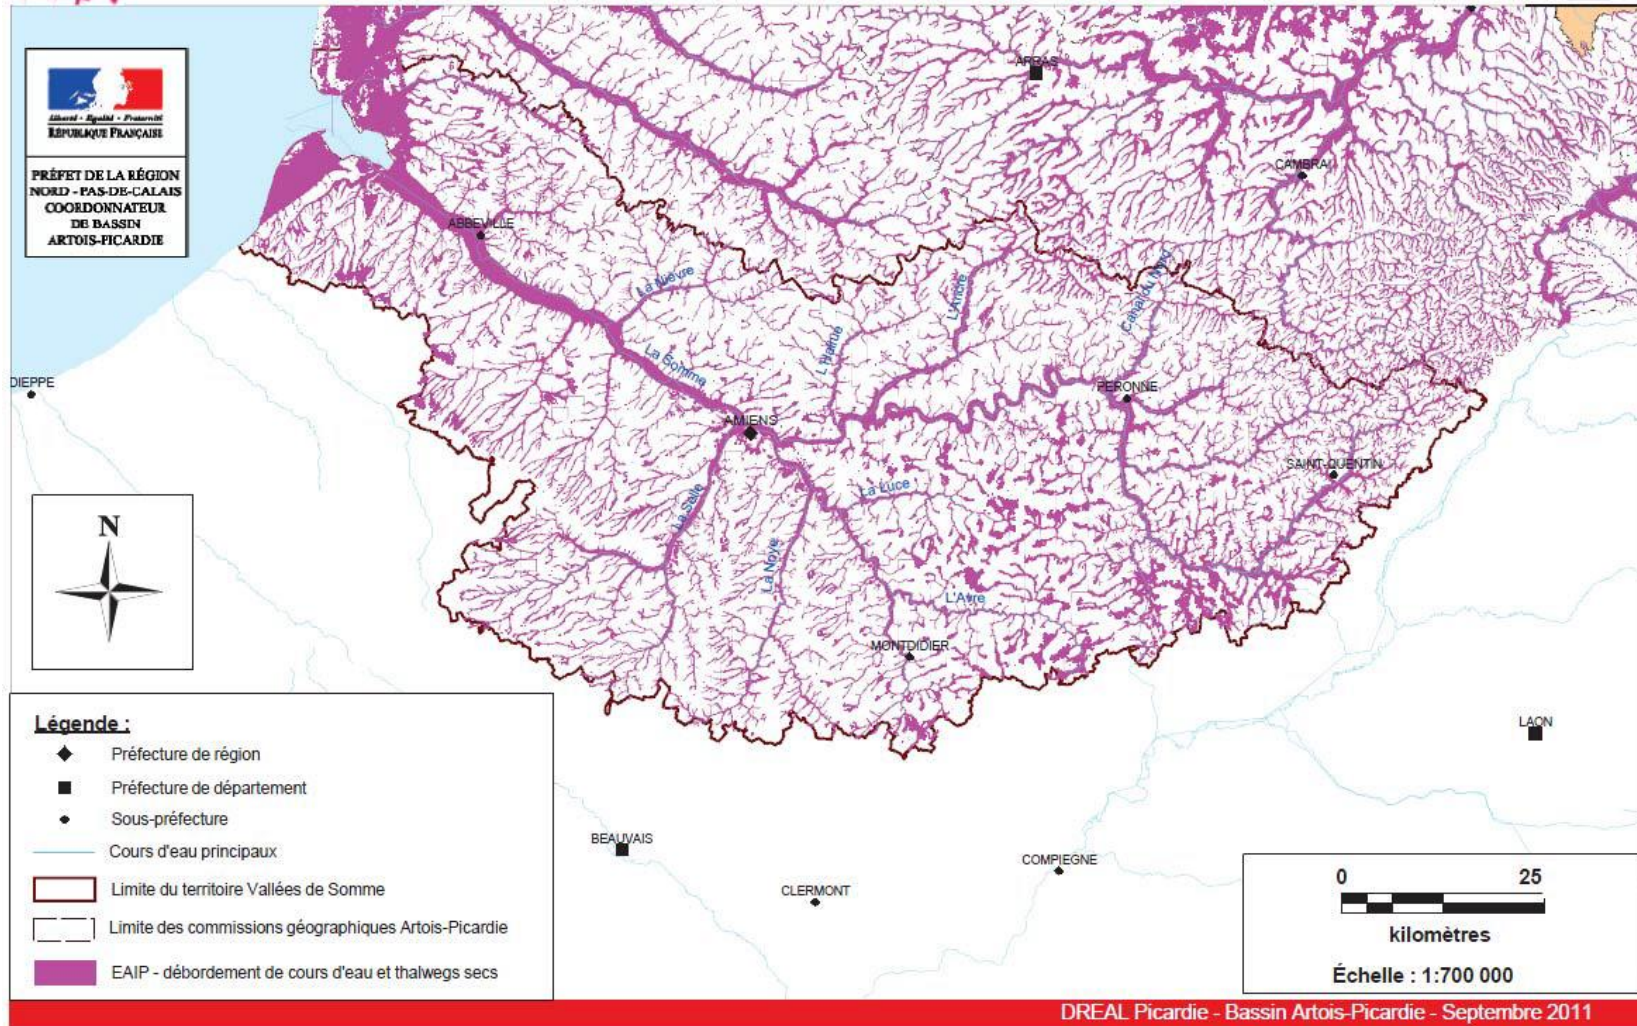 Liberté • Égalité • Fraternité
RÉPUBLIQUE FRANÇAISE
PRÉFET DE LA RÉGION
NORD - PAS-DE-CALAIS
COORDONNATEUR
DE BASSIN
ARTOIS-PICARDIE
ARRAS
CAMBRAI
ABBEVILLE
La Nièvre
L'Ancre
Canal du Nord
L'Hallue
La Somme
DIEPPE
PERONNE
AMIENS
SAINT-QUENTIN
La Selle
La Luce
La Noye
L'Avre
MONTDIDIER
N
LAON
BEAUVAIS
COMPIEGNE
CLERMONT
Légende :
Préfecture de région
Préfecture de département
Sous-préfecture
Cours d'eau principaux
Limite du territoire Vallées de Somme
Limite des commissions géographiques Artois-Picardie
EAIP - débordement de cours d'eau et thalwegs secs
0 25
kilomètres
Échelle : 1:700 000
DREAL Picardie - Bassin Artois-Picardie - Septembre 2011